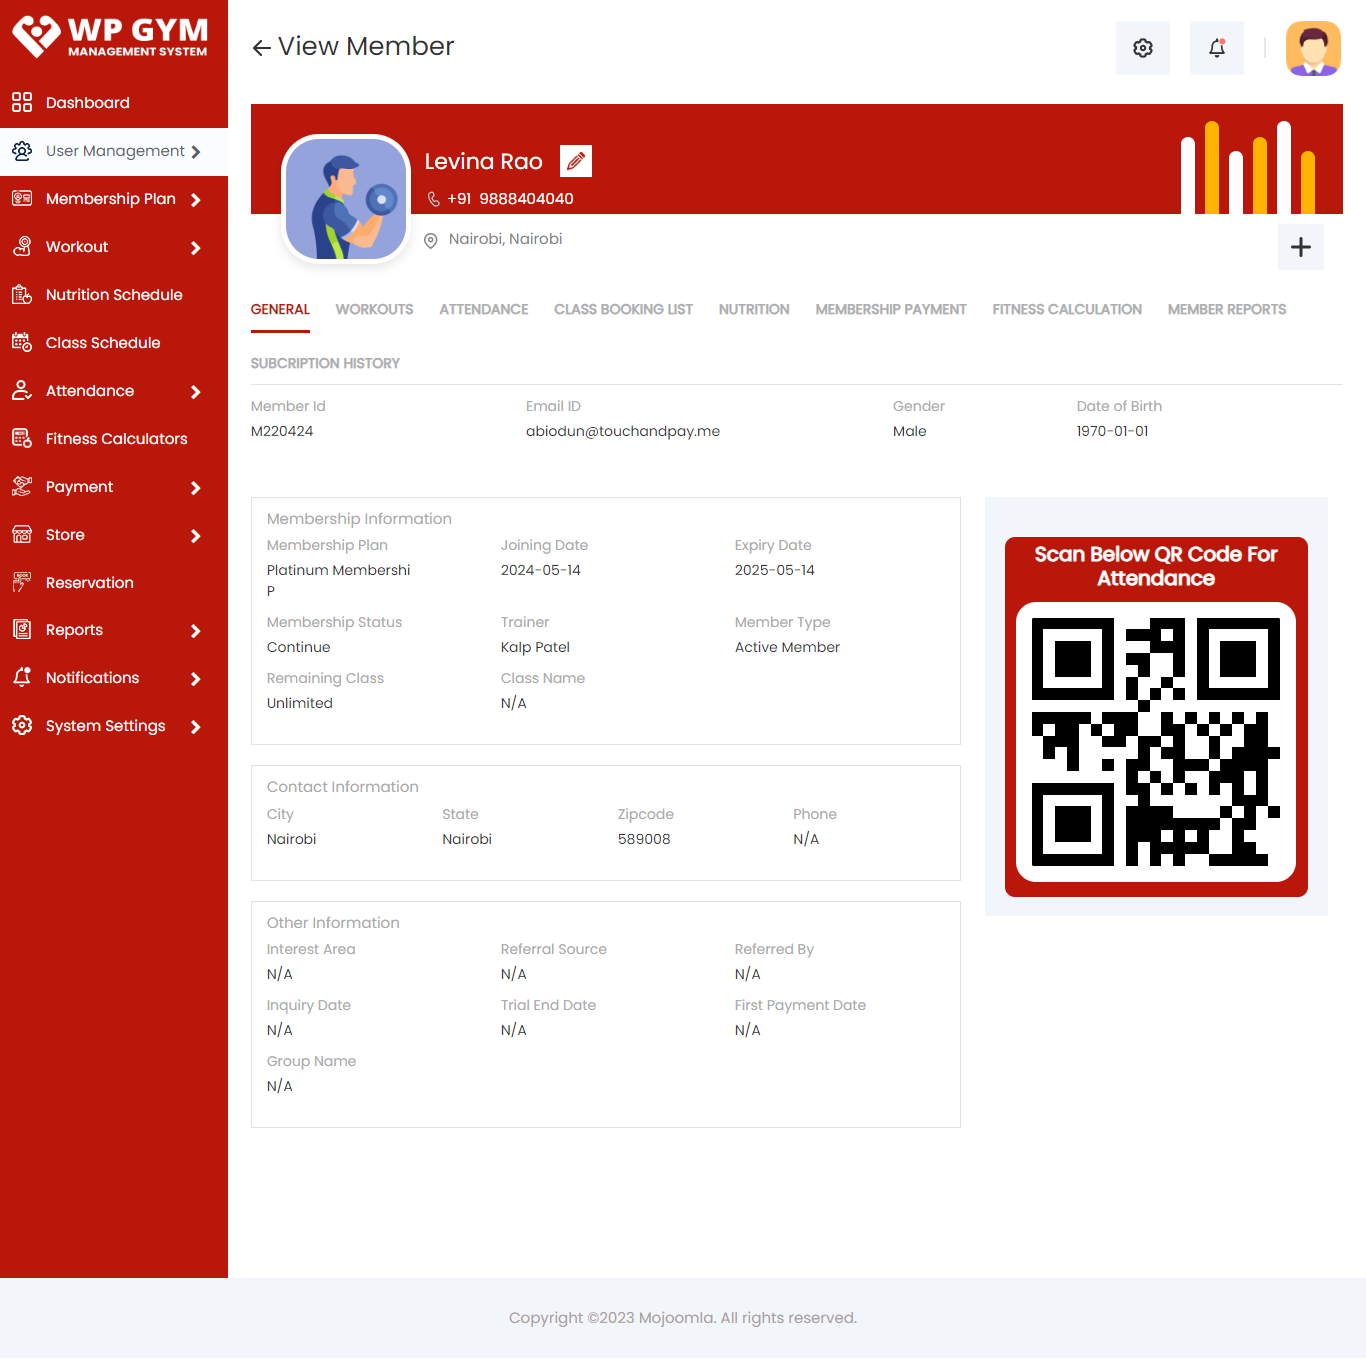 WP GYM
MANAGEMENT SYSTEM
Dashboard
User Management
Membership Plan
Workout
Nutrition Schedule
Class Schedule
Attendance
Fitness Calculators
Payment
Store
Reservation
Reports
Notifications
System Settings
View Member
Levina Rao
+91 9888404040
Nairobi, Nairobi
GENERAL WORKOUTS ATTENDANCE CLASS BOOKING LIST NUTRITION MEMBERSHIP PAYMENT FITNESS CALCULATION MEMBER REPORTS
SUBCRIPTION HISTORY
Member Id Email ID Gender Date of Birth
M220424 abiodun@touchandpay.me Male 1970-01-01
Membership Information
Membership Plan Joining Date Expiry Date
Platinum Membershi 2024-05-14 2025-05-14
P
Membership Status Trainer Member Type
Continue Kalp Patel Active Member
Remaining Class Class Name
Unlimited N/A
Scan Below QR Code For
Attendance
Contact Information
City State Zipcode Phone
Nairobi Nairobi 589008 N/A
Other Information
Interest Area Referral Source Referred By
N/A N/A N/A
Inquiry Date Trial End Date First Payment Date
N/A N/A N/A
Group Name
N/A
Copyright ©2023 Mojoomla. All rights reserved.